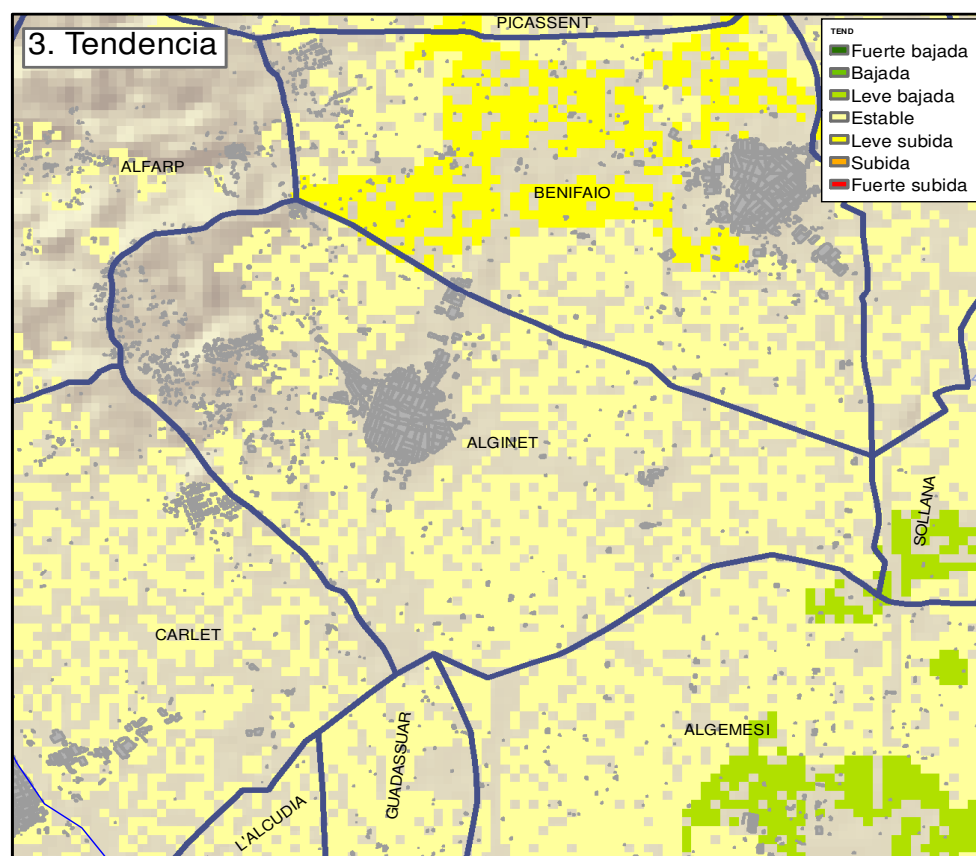 3. Tendencia
PICASSENT
TEND
Fuerte bajada
Bajada
Leve bajada
Estable
Leve subida
Subida
Fuerte subida
ALFARP
BENIFAIO
ALGINET
SOLLANA
CARLET
ALGEMESI
GUADASSUAR
L'ALCUDIA